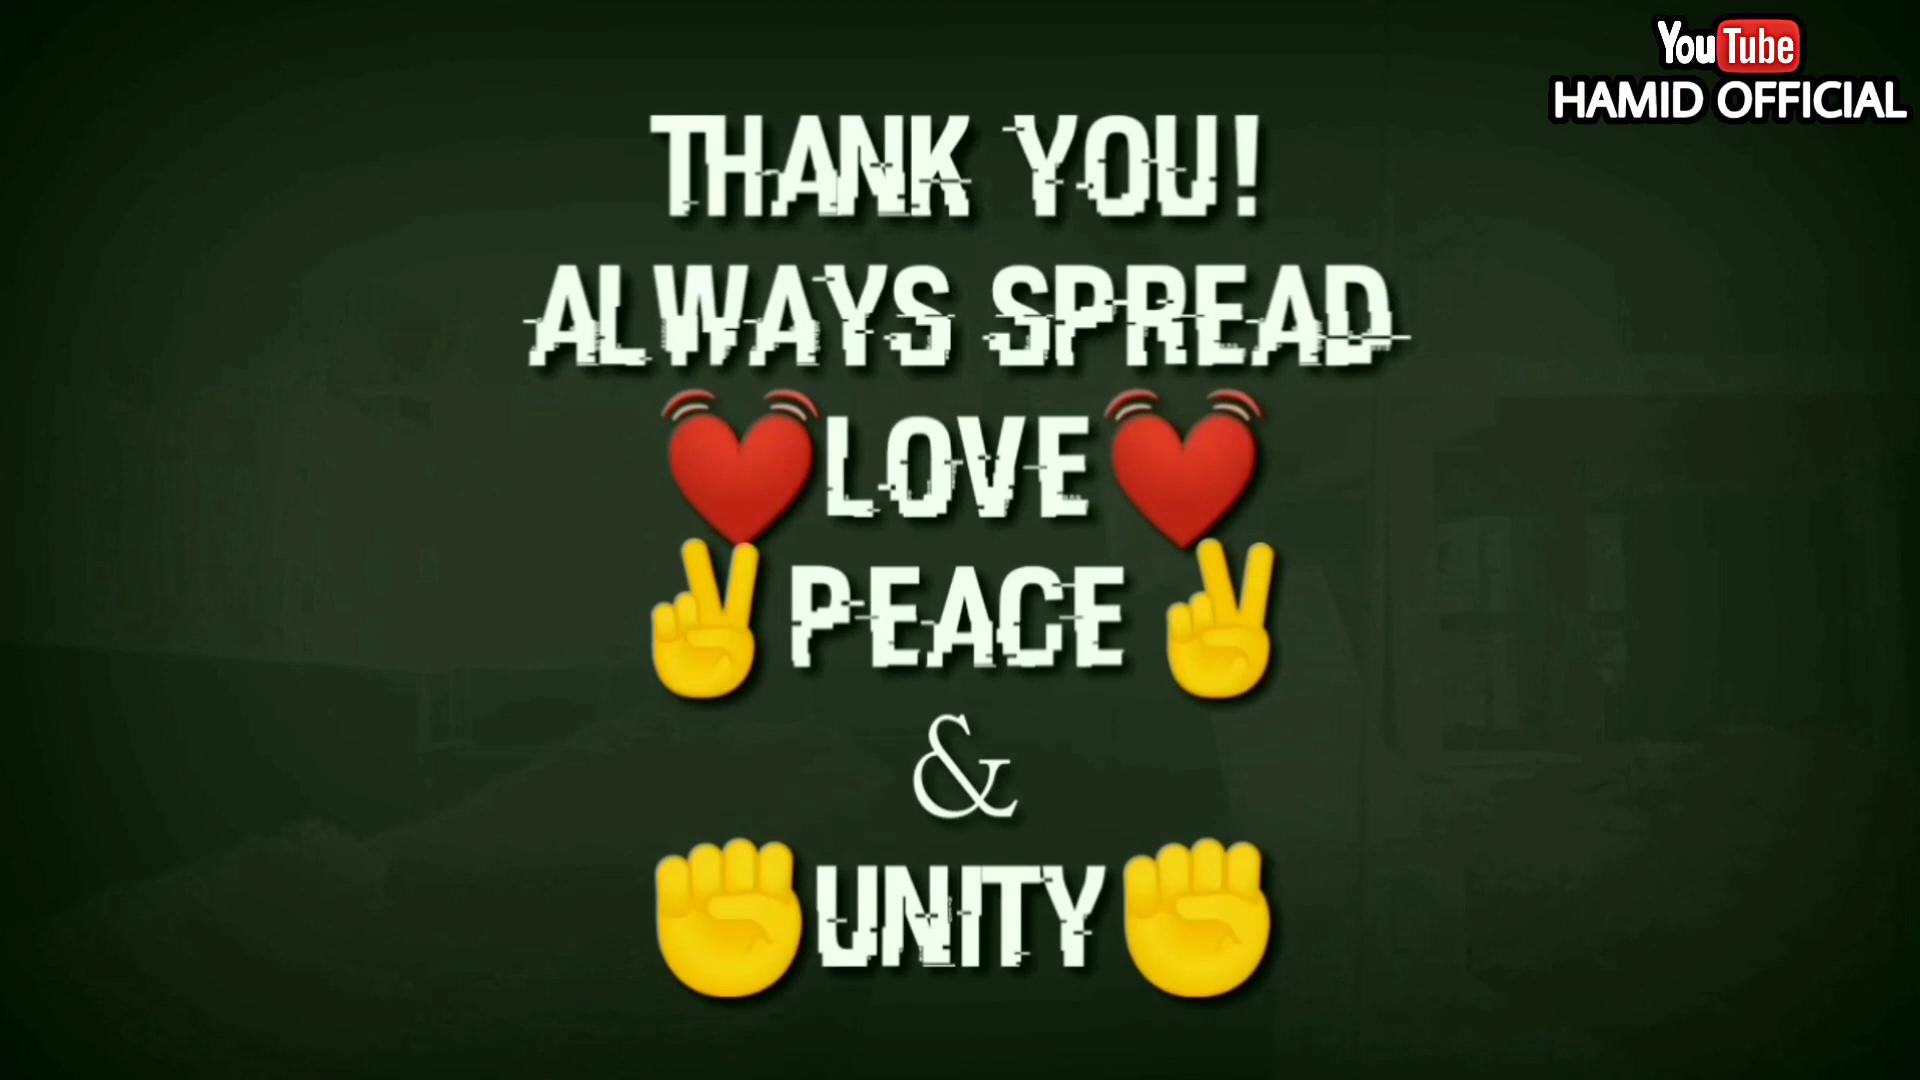 YouTube
HAMID OFFICIAL
THANK YOU!
ALWAYS SPREAD
💓LOVE💓
✌PEACE✌
&
✊UNITY✊